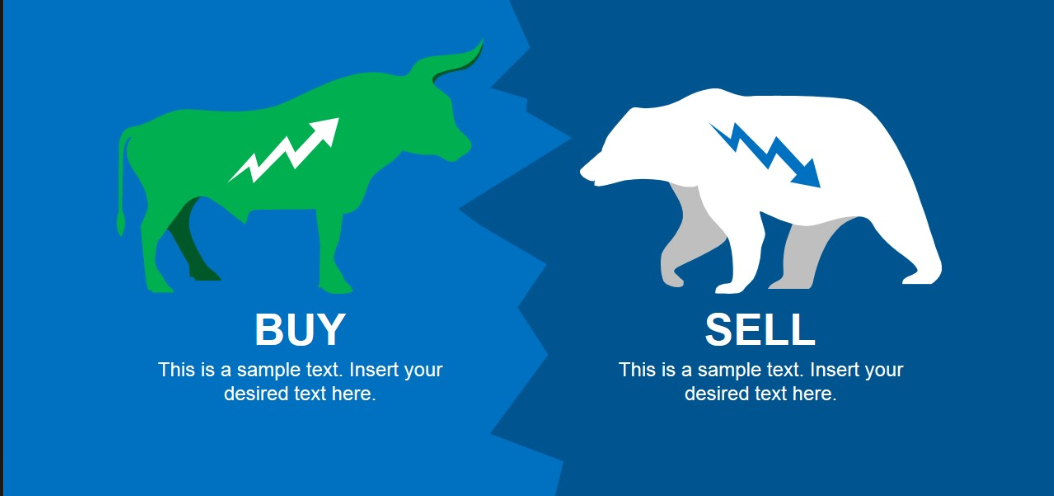 BUY
This is a sample text. Insert your
desired text here.
SELL
This is a sample text. Insert your
desired text here.